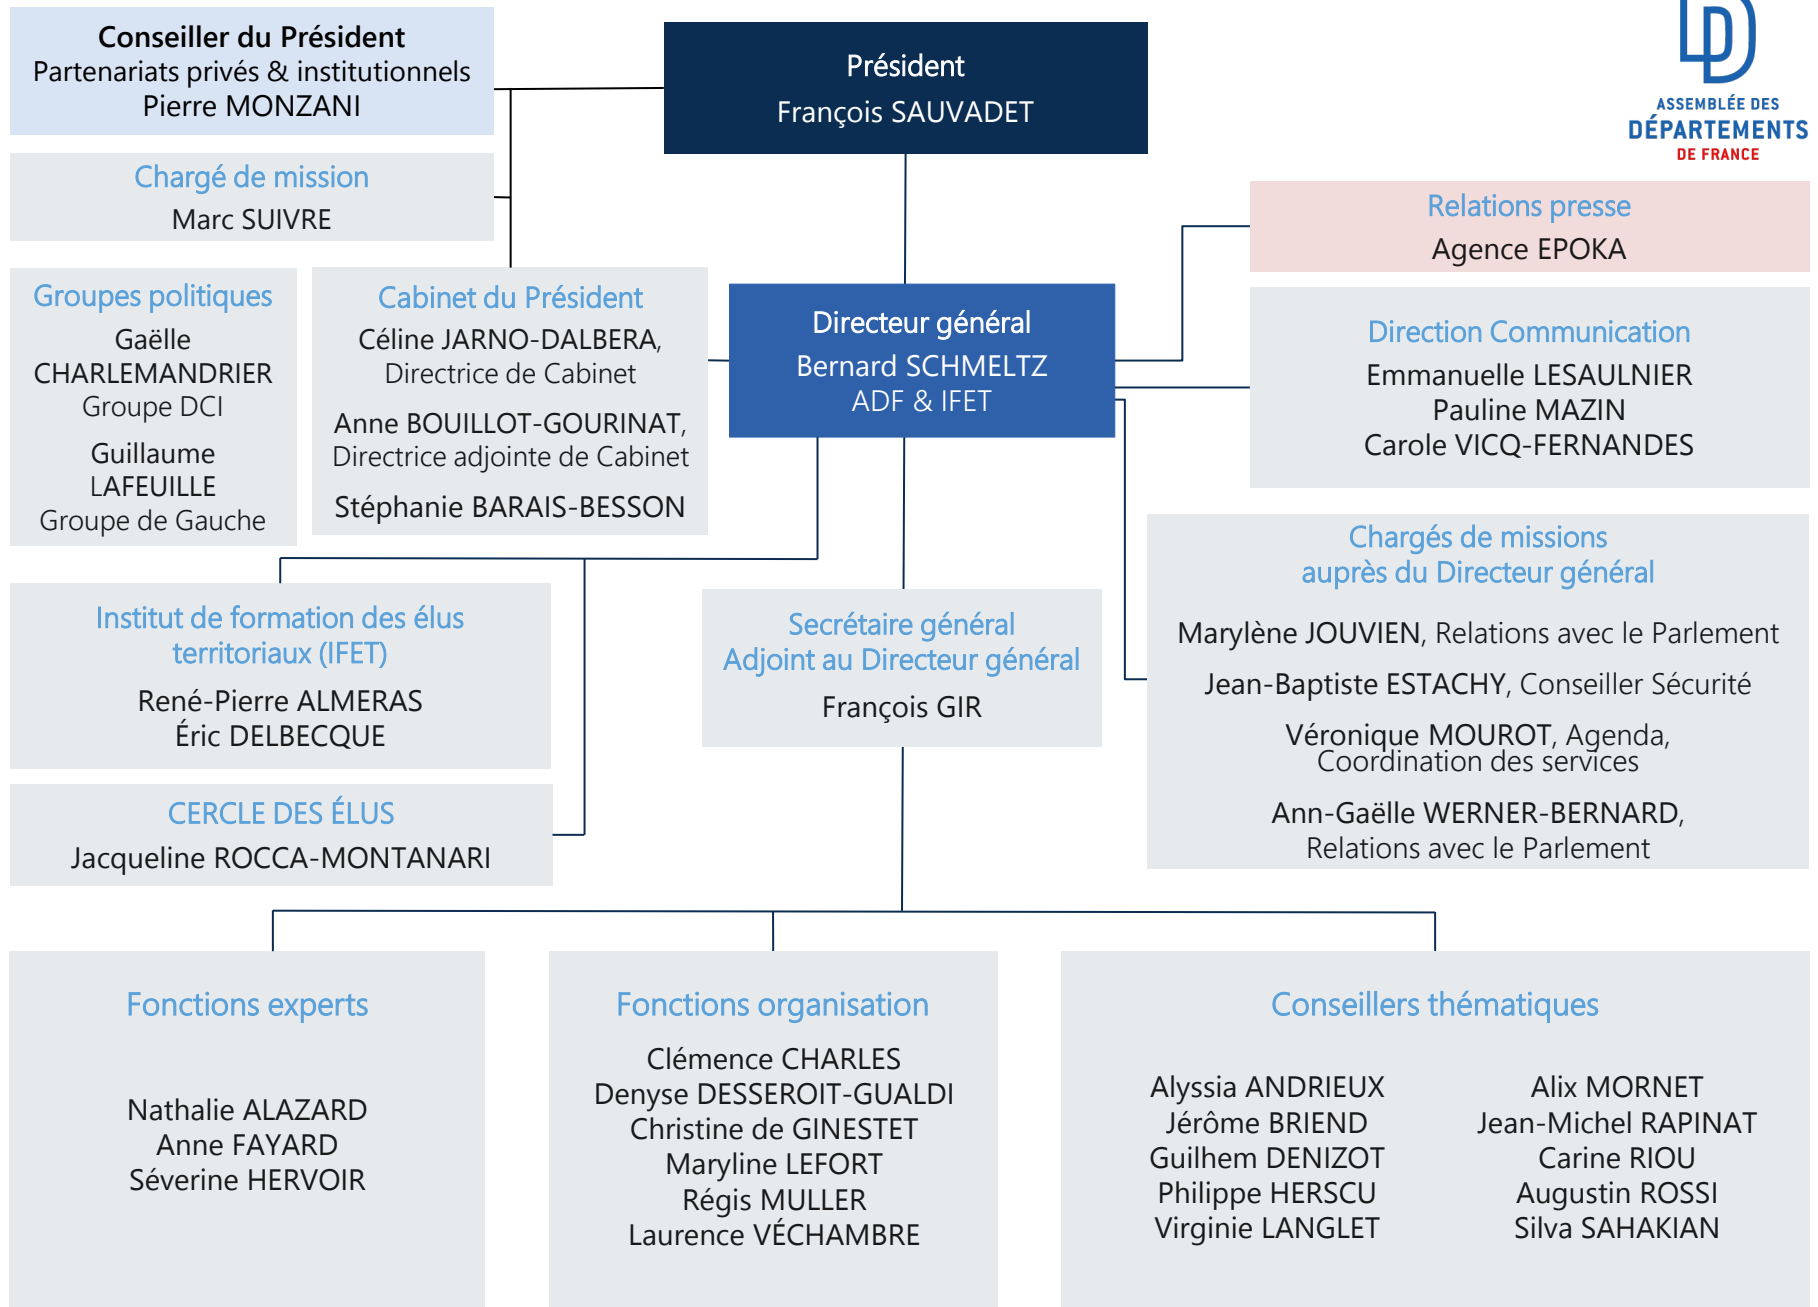 Conseiller du Président
Partenariats privés & institutionnels
Pierre MONZANI
Président
François SAUVADET
ASSEMBLÉE DES
DÉPARTEMENTS
DE FRANCE
Chargé de mission
Marc SUIVRE
Relations presse
Agence EPOKA
Groupes politiques
Gaëlle
CHARLEMANDRIER
Groupe DCI
Guillaume
LAFEUILLE
Groupe de Gauche
Cabinet du Président
Céline JARNO-DALBERA,
Directrice de Cabinet
Anne BOUILLOT-GOURINAT,
Directrice adjointe de Cabinet
Stéphanie BARAIS-BESSON
Directeur général
Bernard SCHMELTZ
ADF & IFET
Direction Communication
Emmanuelle LESAULNIER
Pauline MAZIN
Carole VICQ-FERNANDES
Chargés de missions
auprès du Directeur général
Marylène JOUVIEN, Relations avec le Parlement
Jean-Baptiste ESTACHY, Conseiller Sécurité
Véronique MOUROT, Agenda,
Coordination des services
Ann-Gaëlle WERNER-BERNARD,
Relations avec le Parlement
Institut de formation des élus
territoriaux (IFET)
René-Pierre ALMERAS
Éric DELBECQUE
Secrétaire général
Adjoint au Directeur général
François GIR
CERCLE DES ÉLUS
Jacqueline ROCCA-MONTANARI
Fonctions experts
Nathalie ALAZARD
Anne FAYARD
Séverine HERVOIR
Fonctions organisation
Clémence CHARLES
Denyse DESSEROIT-GUALDI
Christine de GINESTET
Maryline LEFORT
Régis MULLER
Laurence VÉCHAMBRE
Conseillers thématiques
Alyssia ANDRIEUX
Jérôme BRIEND
Guilhem DENIZOT
Philippe HERSCU
Virginie LANGLET
Alix MORNET
Jean-Michel RAPINAT
Carine RIOU
Augustin ROSSI
Silva SAHAKIAN